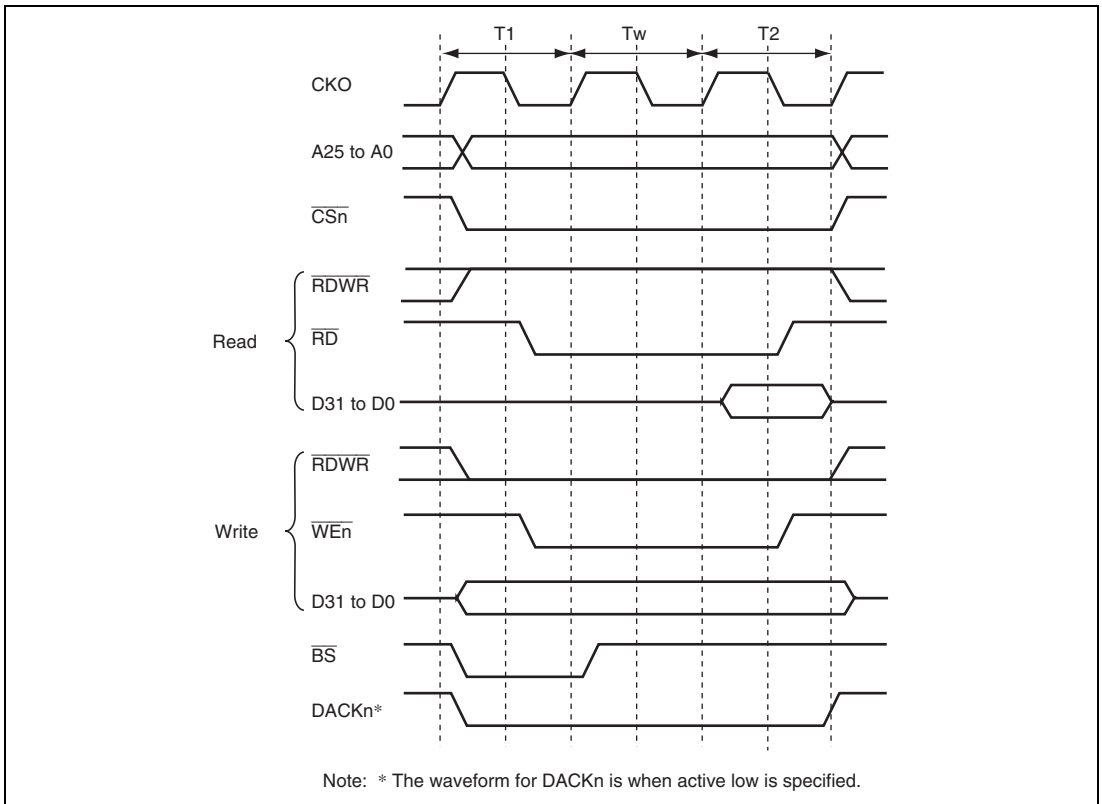 T1 Tw T2
CKO
A25 to A0
CSn
RDWR
Read
RD
D31 to D0
RDWR
Write
WEn
D31 to D0
BS
DACKn*
Note: * The waveform for DACKn is when active low is specified.